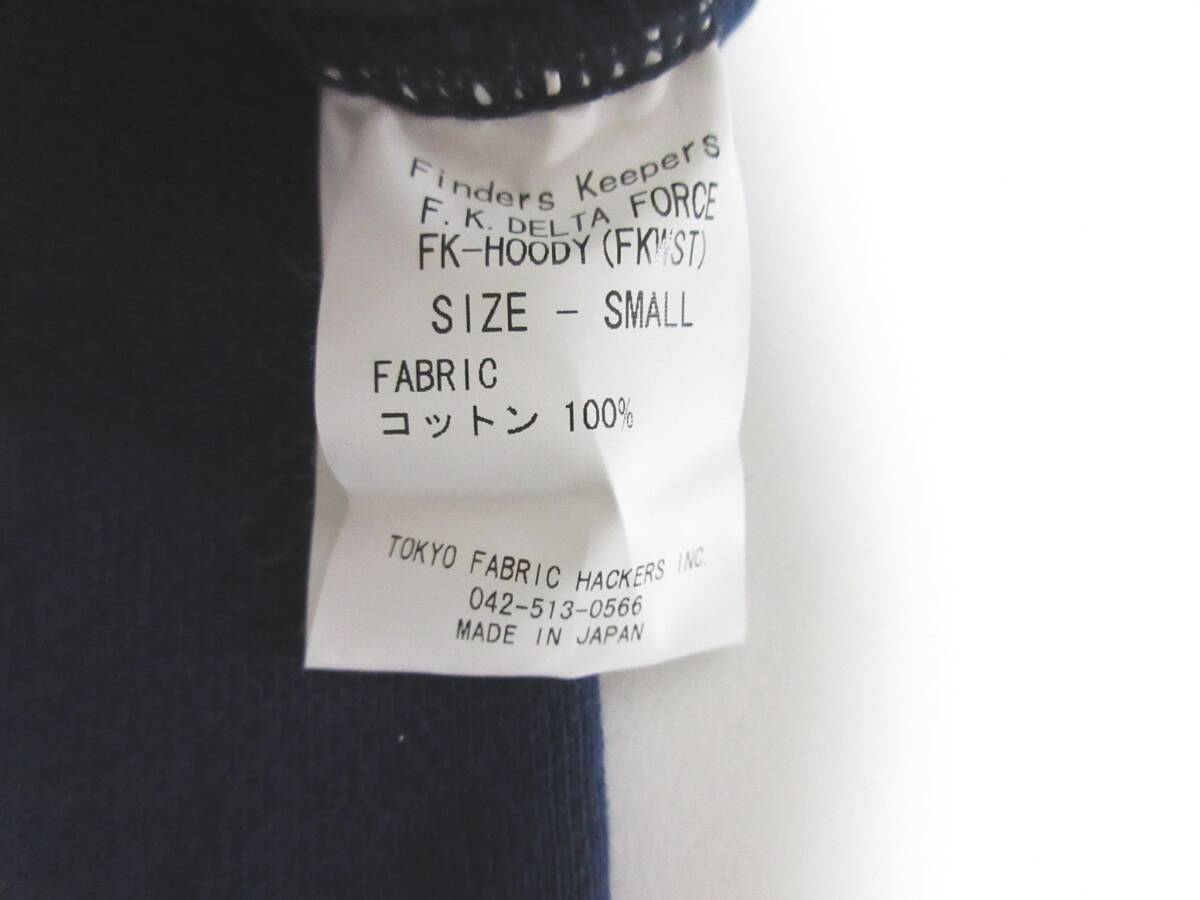 Finders Keepers
F.K. DELTA FORCE
FK-HOODY (FKWST)
SIZE - SMALL
FABRIC
コットン 100%
TOKYO FABRIC HACKERS INC.
042-513-0566
MADE IN JAPAN